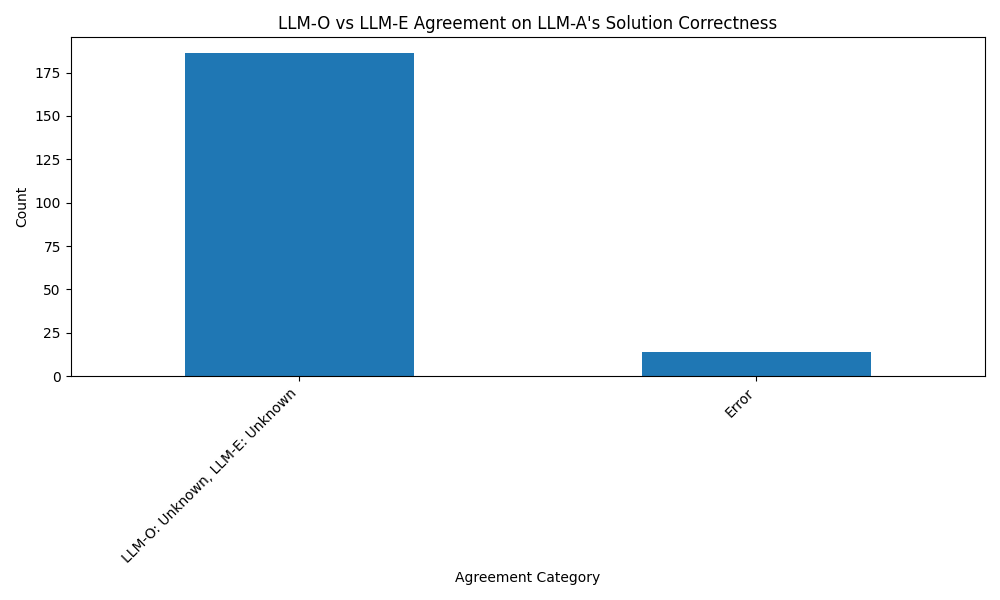 LLM-O vs LLM-E Agreement on LLM-A's Solution Correctness
Count
175
150
125
100
75
50
25
0
LLM-O: Unknown, LLM-E: Unknown
Error
Agreement Category